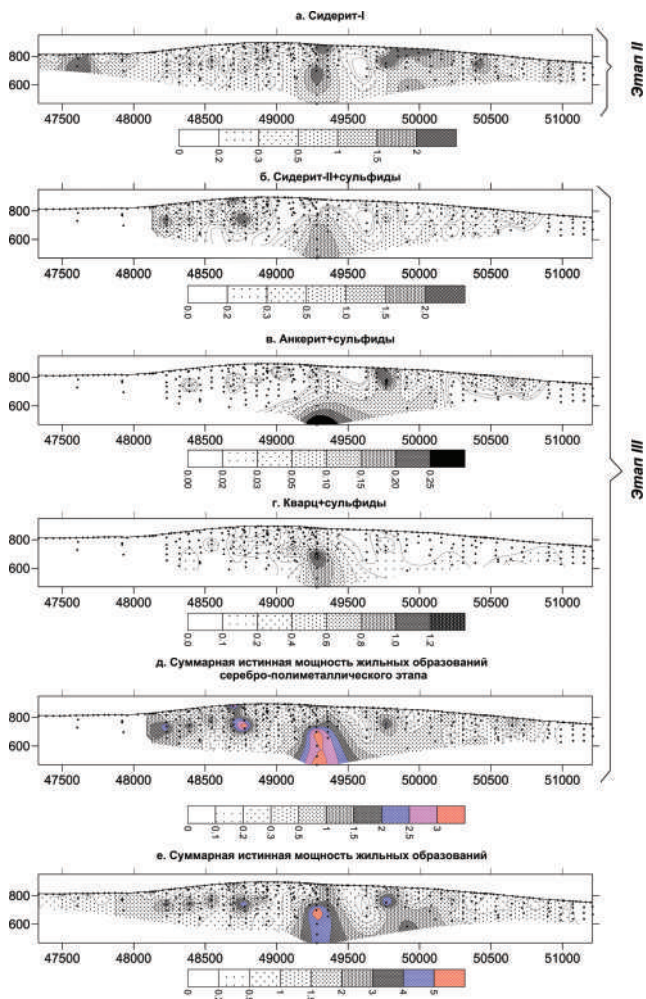 а. Сидерит-I
800
600
47500 48000 48500 49000 49500 50000 50500 51000
0 0.2 0.3 0.5 1 1.5 2
Этап II
б. Сидерит-II+сульфиды
800
600
47500 48000 48500 49000 49500 50000 50500 51000
0.0 0.2 0.3 0.5 1.0 1.5 2.0
в. Анкерит+сульфиды
800
600
47500 48000 48500 49000 49500 50000 50500 51000
0.00 0.02 0.03 0.05 0.10 0.15 0.20 0.25
Этап III
г. Кварц+сульфиды
800
600
47500 48000 48500 49000 49500 50000 50500 51000
0.0 0.1 0.2 0.4 0.6 0.8 1.0 1.2
д. Суммарная истинная мощность жильных образований
серебро-полиметаллического этапа
800
600
47500 48000 48500 49000 49500 50000 50500 51000
0 0.1 0.2 0.3 0.5 1 1.5 2 2.5 3
е. Суммарная истинная мощность жильных образований
800
600
47500 48000 48500 49000 49500 50000 50500 51000
0 1 2 3 4 5